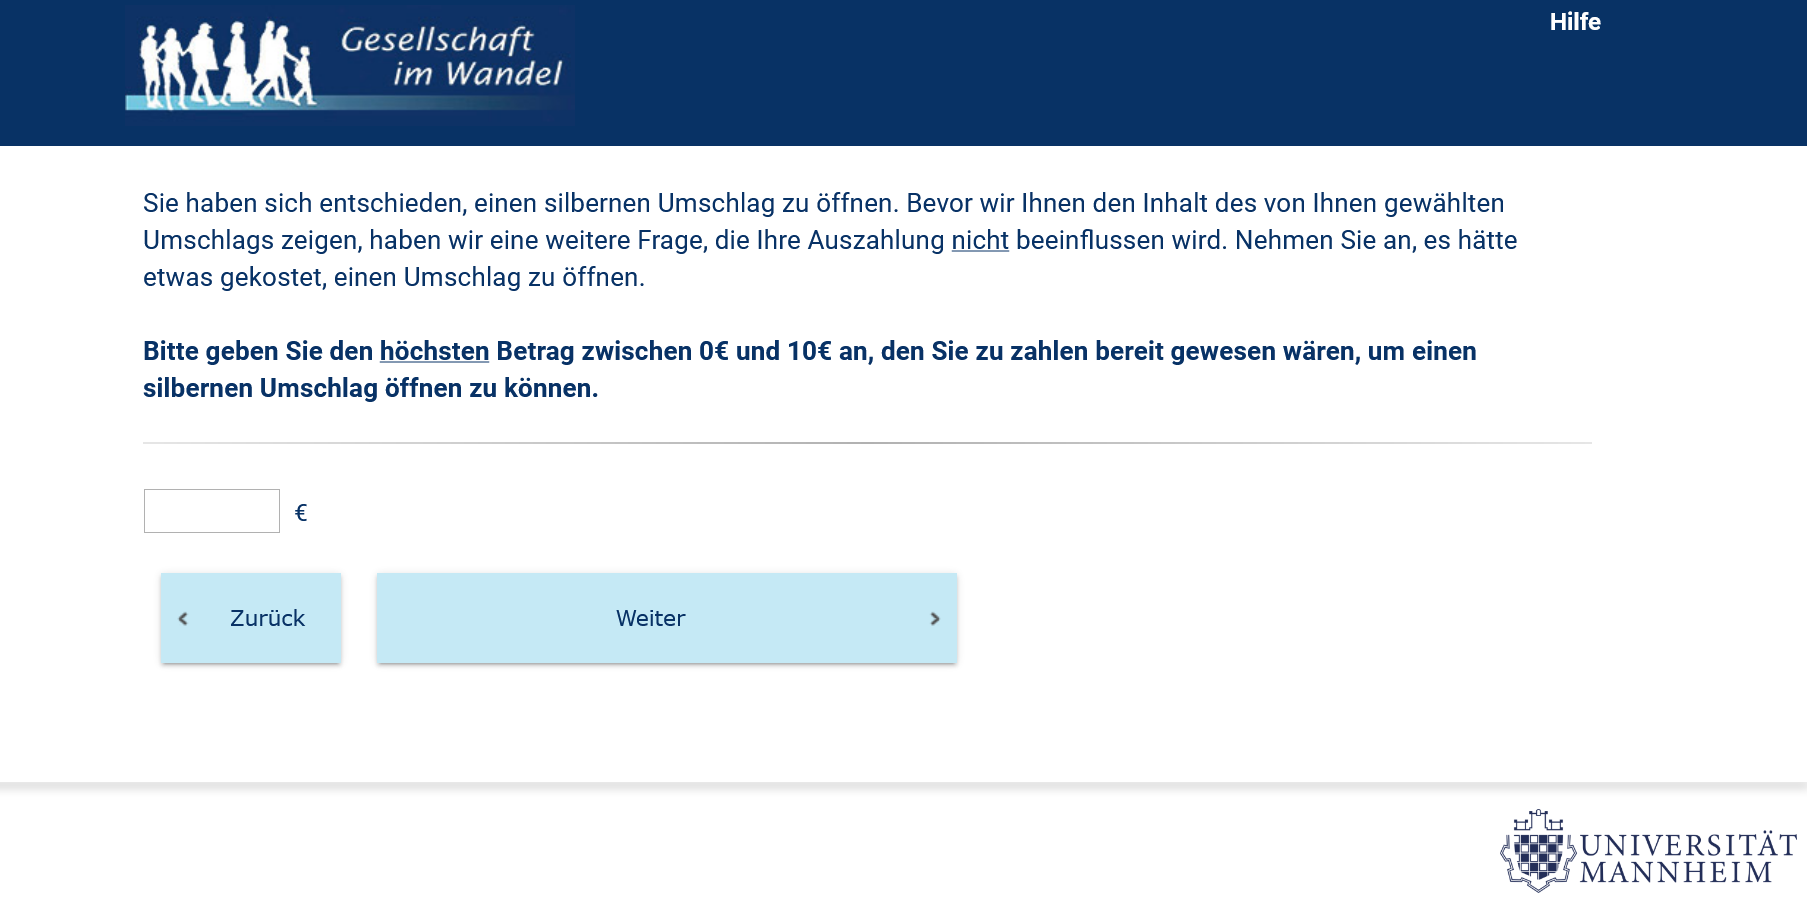 Gesellschaft
im Wandel
Hilfe
Sie haben sich entschieden, einen silbernen Umschlag zu öffnen. Bevor wir Ihnen den Inhalt des von Ihnen gewählten
Umschlags zeigen, haben wir eine weitere Frage, die Ihre Auszahlung nicht beeinflussen wird. Nehmen Sie an, es hätte
etwas gekostet, einen Umschlag zu öffnen.
Bitte geben Sie den höchsten Betrag zwischen 0€ und 10€ an, den Sie zu zahlen bereit gewesen wären, um einen
silbernen Umschlag öffnen zu können.
€
Zurück
Weiter
UNIVERSITÄT
MANNHEIM